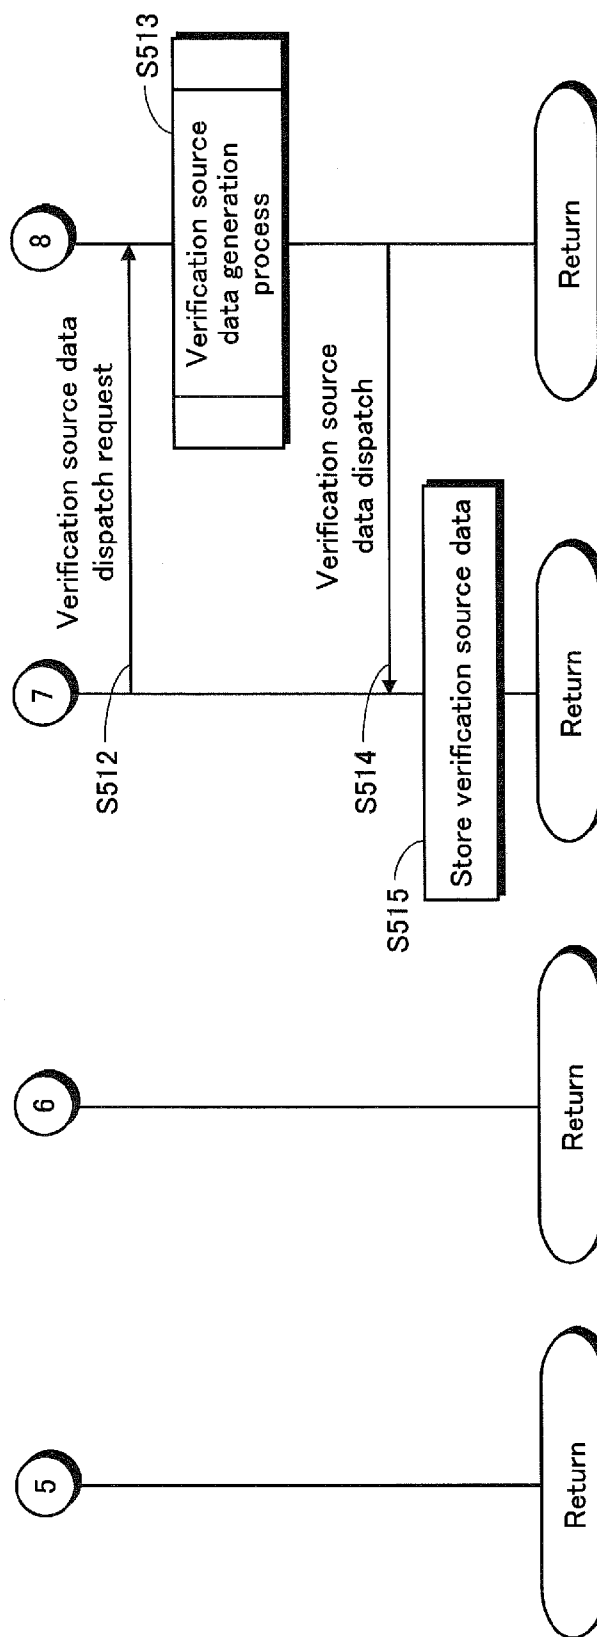 5
6
7
8
Verification source data
dispatch request
S512
S513
Verification source
data generation
process
Verification source
data dispatch
S514
S515
Store verification source data
Return
Return
Return
Return